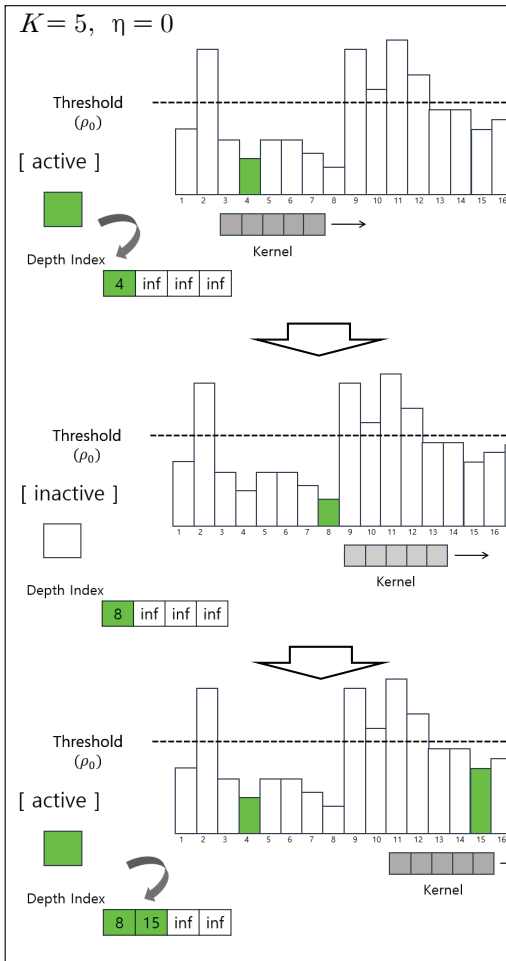 K = 5, η = 0
Threshold
(ρ₀)
[ active ]
1 2 3 4 5 6 7 8 9 10 11 12 13 14 15 16
Kernel
Depth Index
4 inf inf inf
Threshold
(ρ₀)
[ inactive ]
1 2 3 4 5 6 7 8 9 10 11 12 13 14 15 16
Kernel
Depth Index
8 inf inf inf
Threshold
(ρ₀)
[ active ]
1 2 3 4 5 6 7 8 9 10 11 12 13 14 15 16
Kernel
Depth Index
8 15 inf inf